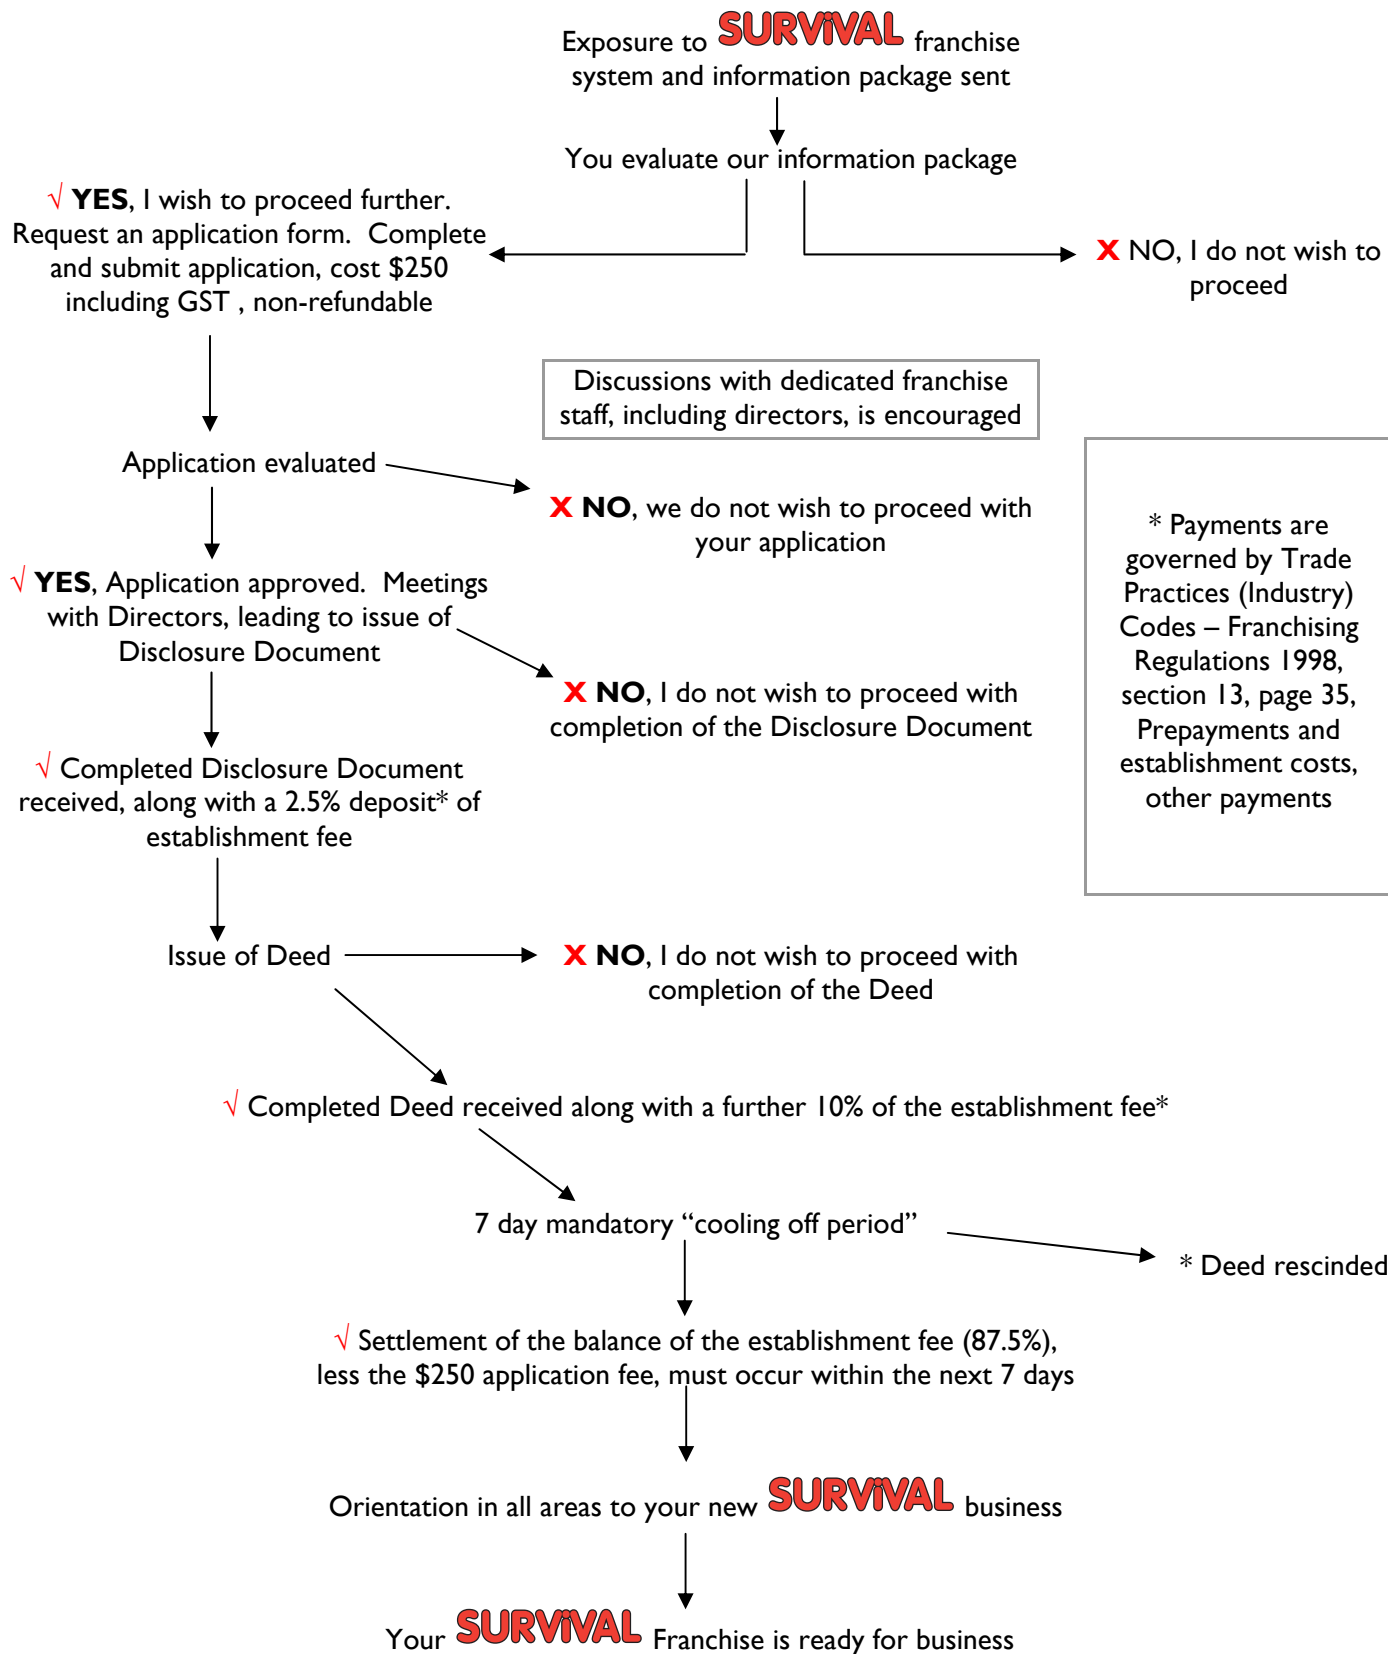 Exposure to SURViVAL franchise
system and information package sent
You evaluate our information package
√ YES, I wish to proceed further.
Request an application form.  Complete
and submit application, cost $250
including GST , non-refundable
X NO, I do not wish to
proceed
Discussions with dedicated franchise
staff, including directors, is encouraged
Application evaluated
X NO, we do not wish to proceed with
your application
* Payments are
governed by Trade
Practices (Industry)
Codes – Franchising
Regulations 1998,
section 13, page 35,
Prepayments and
establishment costs,
other payments
√ YES, Application approved.  Meetings
with Directors, leading to issue of
Disclosure Document
X NO, I do not wish to proceed with
completion of the Disclosure Document
√ Completed Disclosure Document
received, along with a 2.5% deposit* of
establishment fee
Issue of Deed
X NO, I do not wish to proceed with
completion of the Deed
√ Completed Deed received along with a further 10% of the establishment fee*
7 day mandatory “cooling off period”
* Deed rescinded
√ Settlement of the balance of the establishment fee (87.5%),
less the $250 application fee, must occur within the next 7 days
Orientation in all areas to your new SURViVAL business
Your SURViVAL Franchise is ready for business